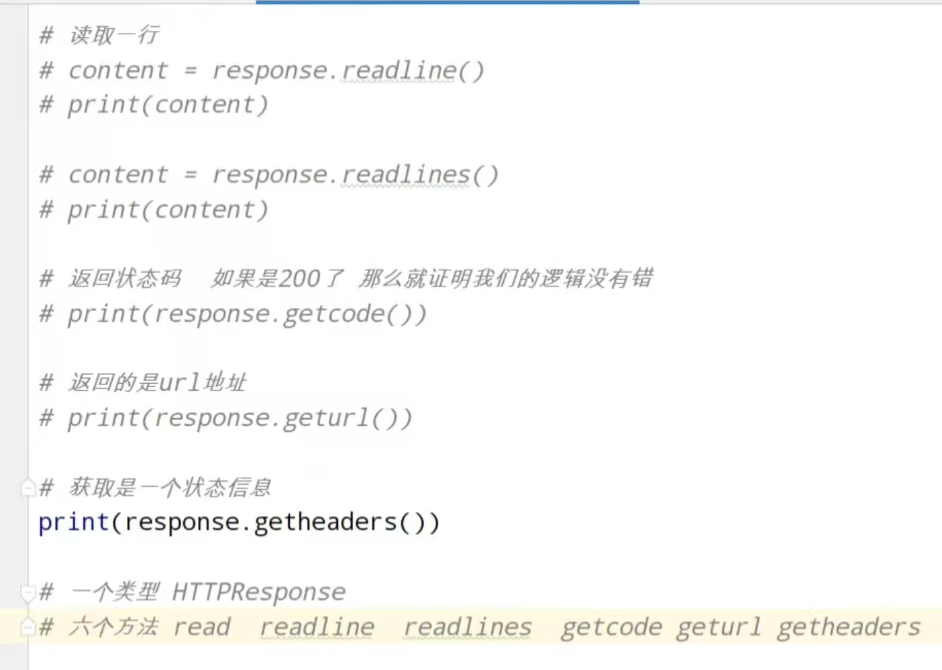 # 读取一行
# content = response.readline()
# print(content)
# content = response.readlines()
# print(content)
# 返回状态码  如果是200了 那么就证明我们的逻辑没有错
# print(response.getcode())
# 返回的是url地址
# print(response.geturl())
# 获取是一个状态信息
print(response.getheaders())
# 一个类型 HTTPResponse
# 六个方法 read  readline  readlines  getcode geturl getheaders